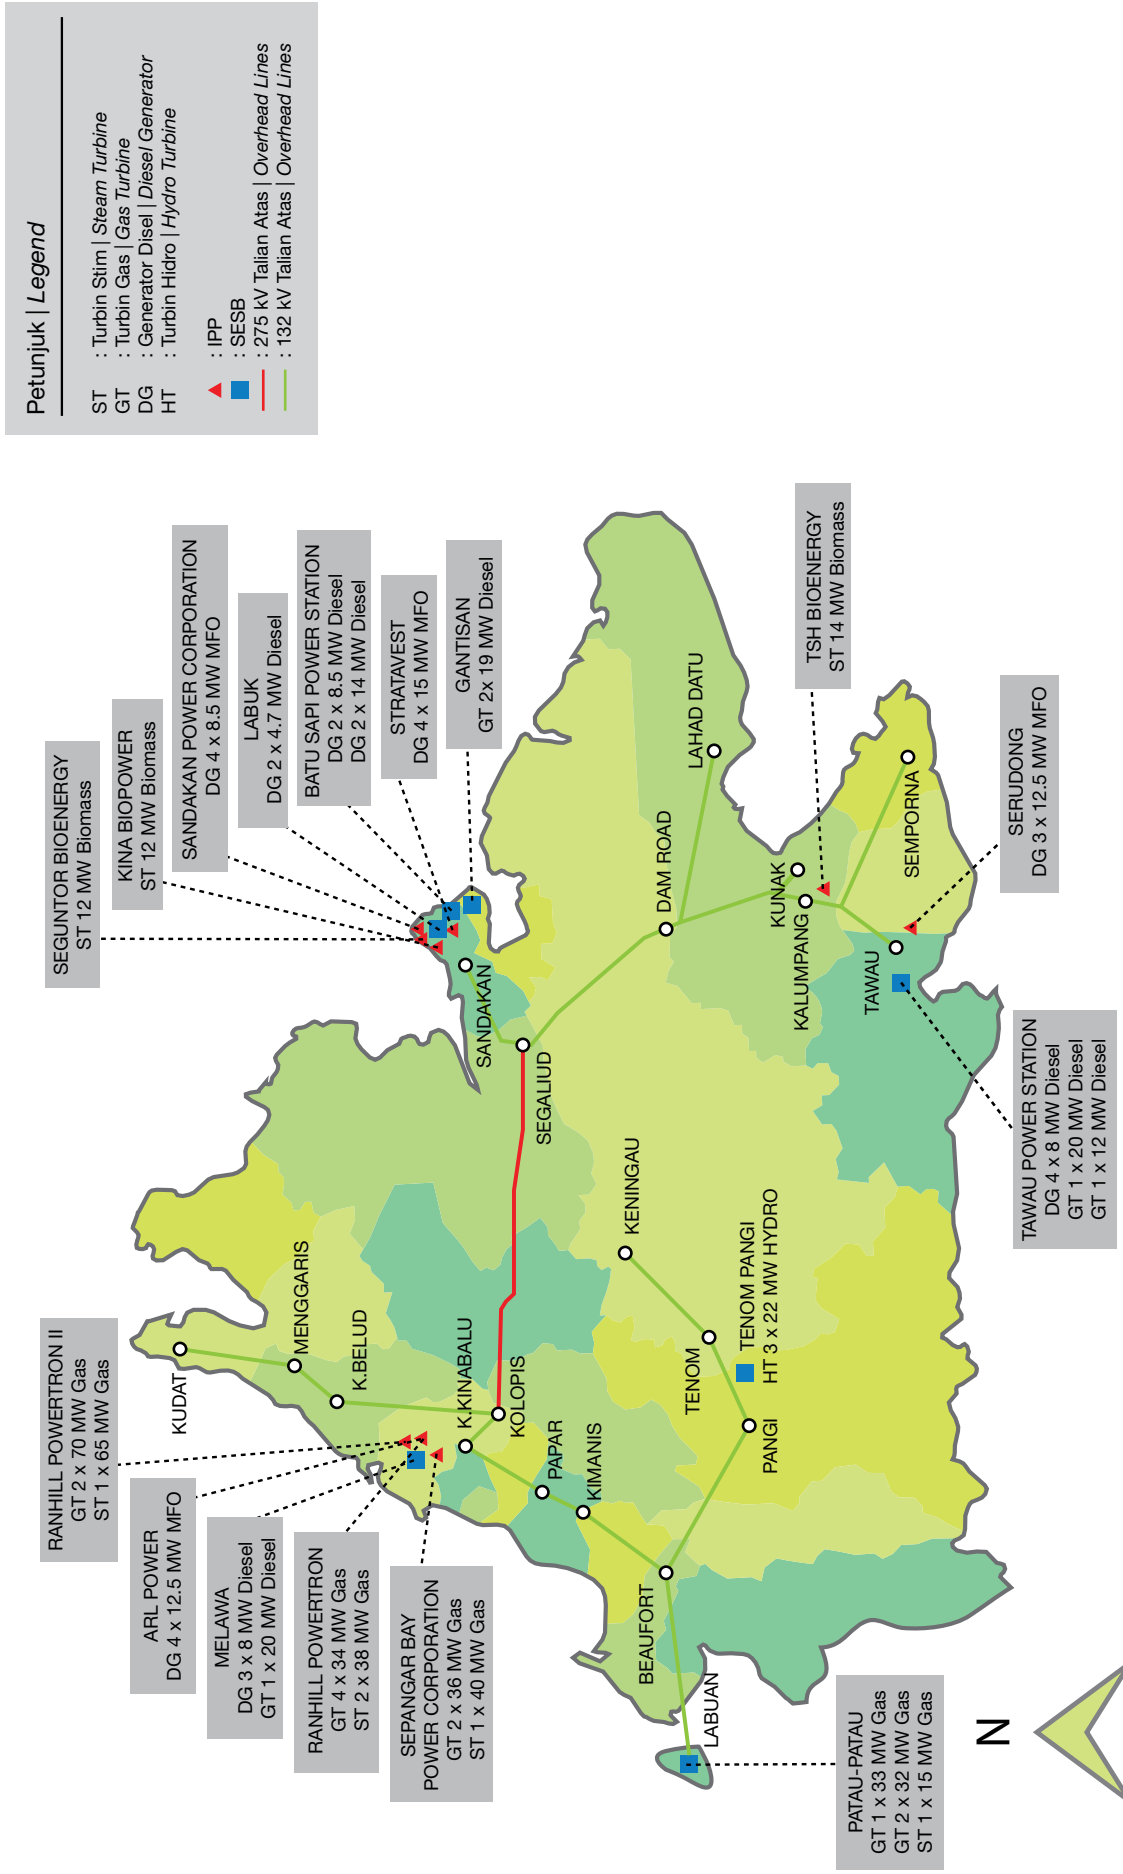 Petunjuk | Legend
ST : Turbin Stim | Steam Turbine
GT : Turbin Gas | Gas Turbine
DG : Generator Disel | Diesel Generator
HT : Turbin Hidro | Hydro Turbine
: IPP
: SESB
: 275 kV Talian Atas | Overhead Lines
: 132 kV Talian Atas | Overhead Lines
SEGUNTOR BIOENERGY
ST 12 MW Biomass
KINA BIOPOWER
ST 12 MW Biomass
SANDAKAN POWER CORPORATION
DG 4 x 8.5 MW MFO
LABUK
DG 2 x 4.7 MW Diesel
BATU SAPI POWER STATION
DG 2 x 8.5 MW Diesel
DG 2 x 14 MW Diesel
STRATAVEST
DG 4 x 15 MW MFO
GANTISAN
GT 2x 19 MW Diesel
TSH BIOENERGY
ST 14 MW Biomass
SERUDONG
DG 3 x 12.5 MW MFO
TAWAU POWER STATION
DG 4 x 8 MW Diesel
GT 1 x 20 MW Diesel
GT 1 x 12 MW Diesel
RANHILL POWERTRON II
GT 2 x 70 MW Gas
ST 1 x 65 MW Gas
ARL POWER
DG 4 x 12.5 MW MFO
MELAWA
DG 3 x 8 MW Diesel
GT 1 x 20 MW Diesel
RANHILL POWERTRON
GT 4 x 34 MW Gas
ST 2 x 38 MW Gas
SEPANGAR BAY
POWER CORPORATION
GT 2 x 36 MW Gas
ST 1 x 40 MW Gas
PATAU-PATAU
GT 1 x 33 MW Gas
GT 2 x 32 MW Gas
ST 1 x 15 MW Gas
TENOM PANGI
HT 3 x 22 MW HYDRO
KUDAT
MENGGARIS
K.BELUD
K.KINABALU
KOLOPIS
PAPAR
KIMANIS
BEAUFORT
LABUAN
PANGI
TENOM
KENINGAU
SEGALIUD
SANDAKAN
DAM ROAD
LAHAD DATU
KUNAK
KALUMPANG
TAWAU
SEMPORNA
N